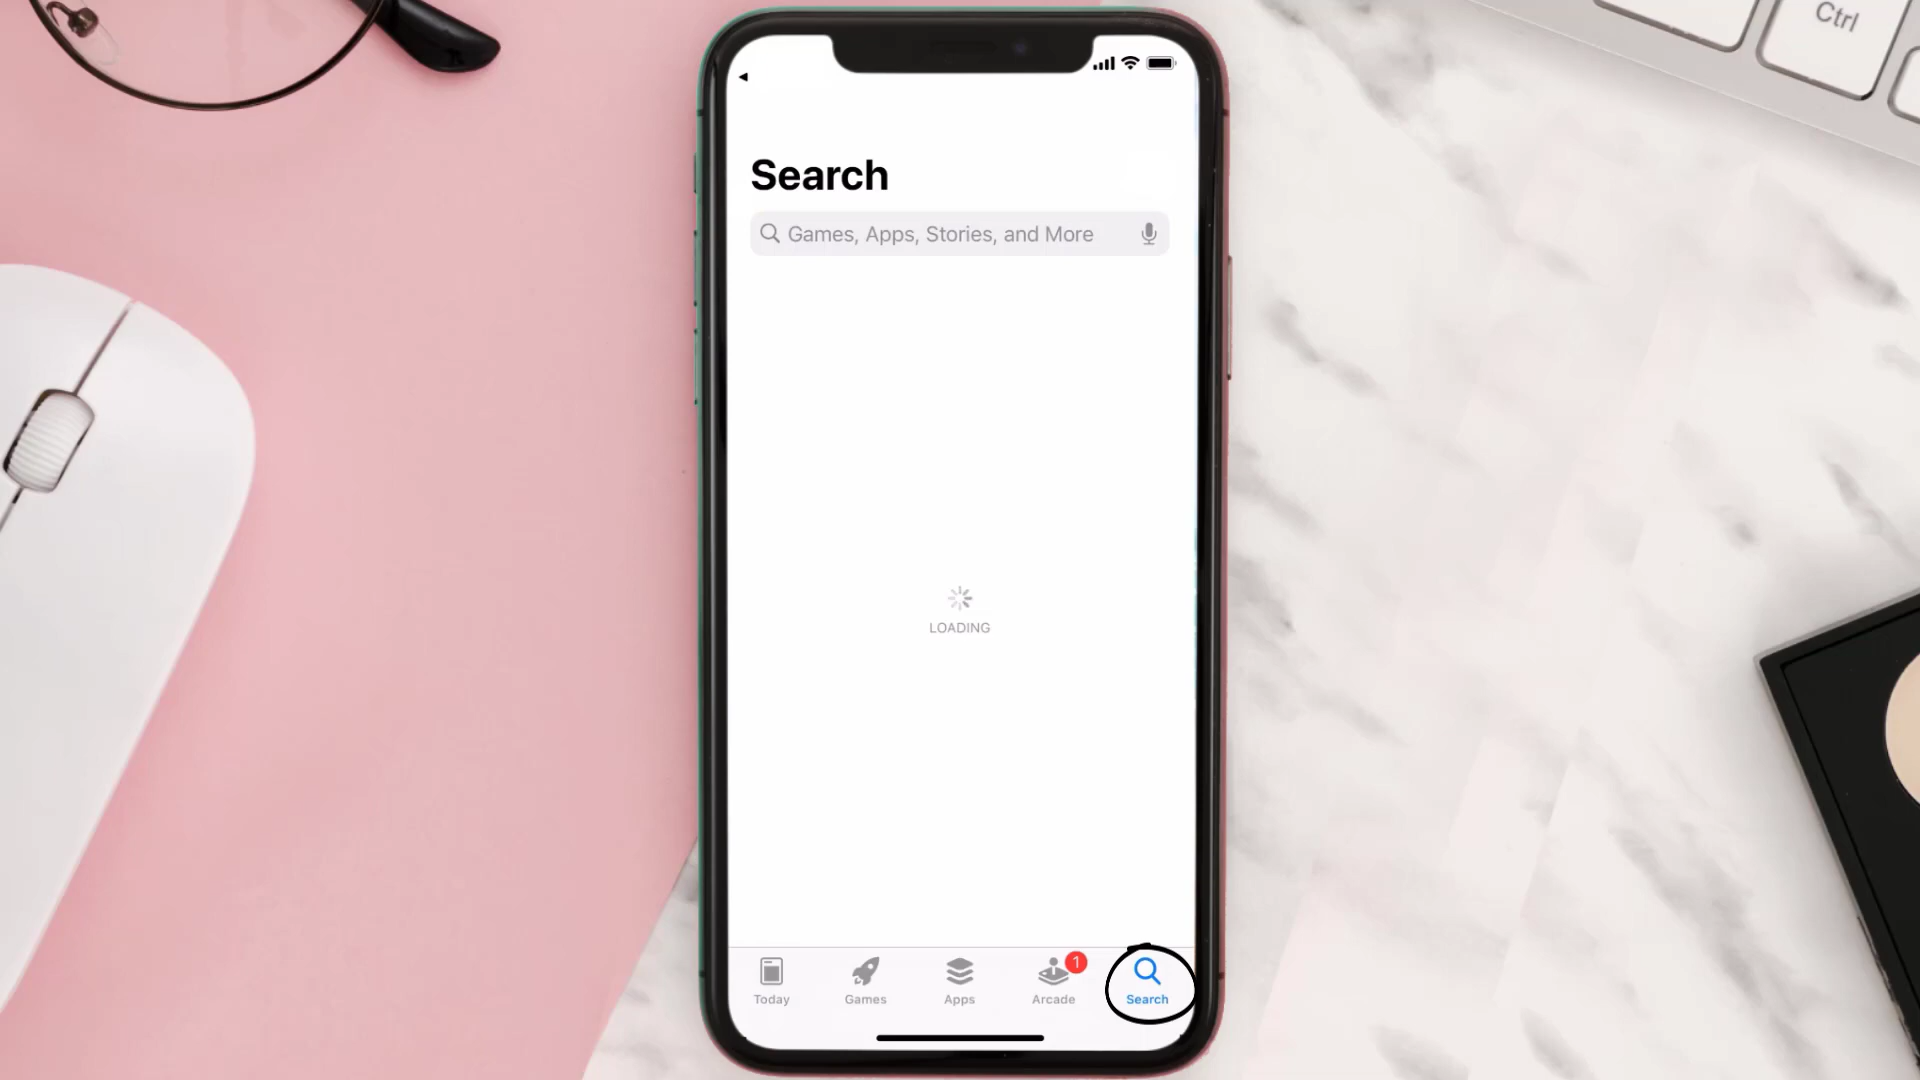 Ctrl
Search
Games, Apps, Stories, and More
LOADING
1
Today
Games
Apps
Arcade
Search